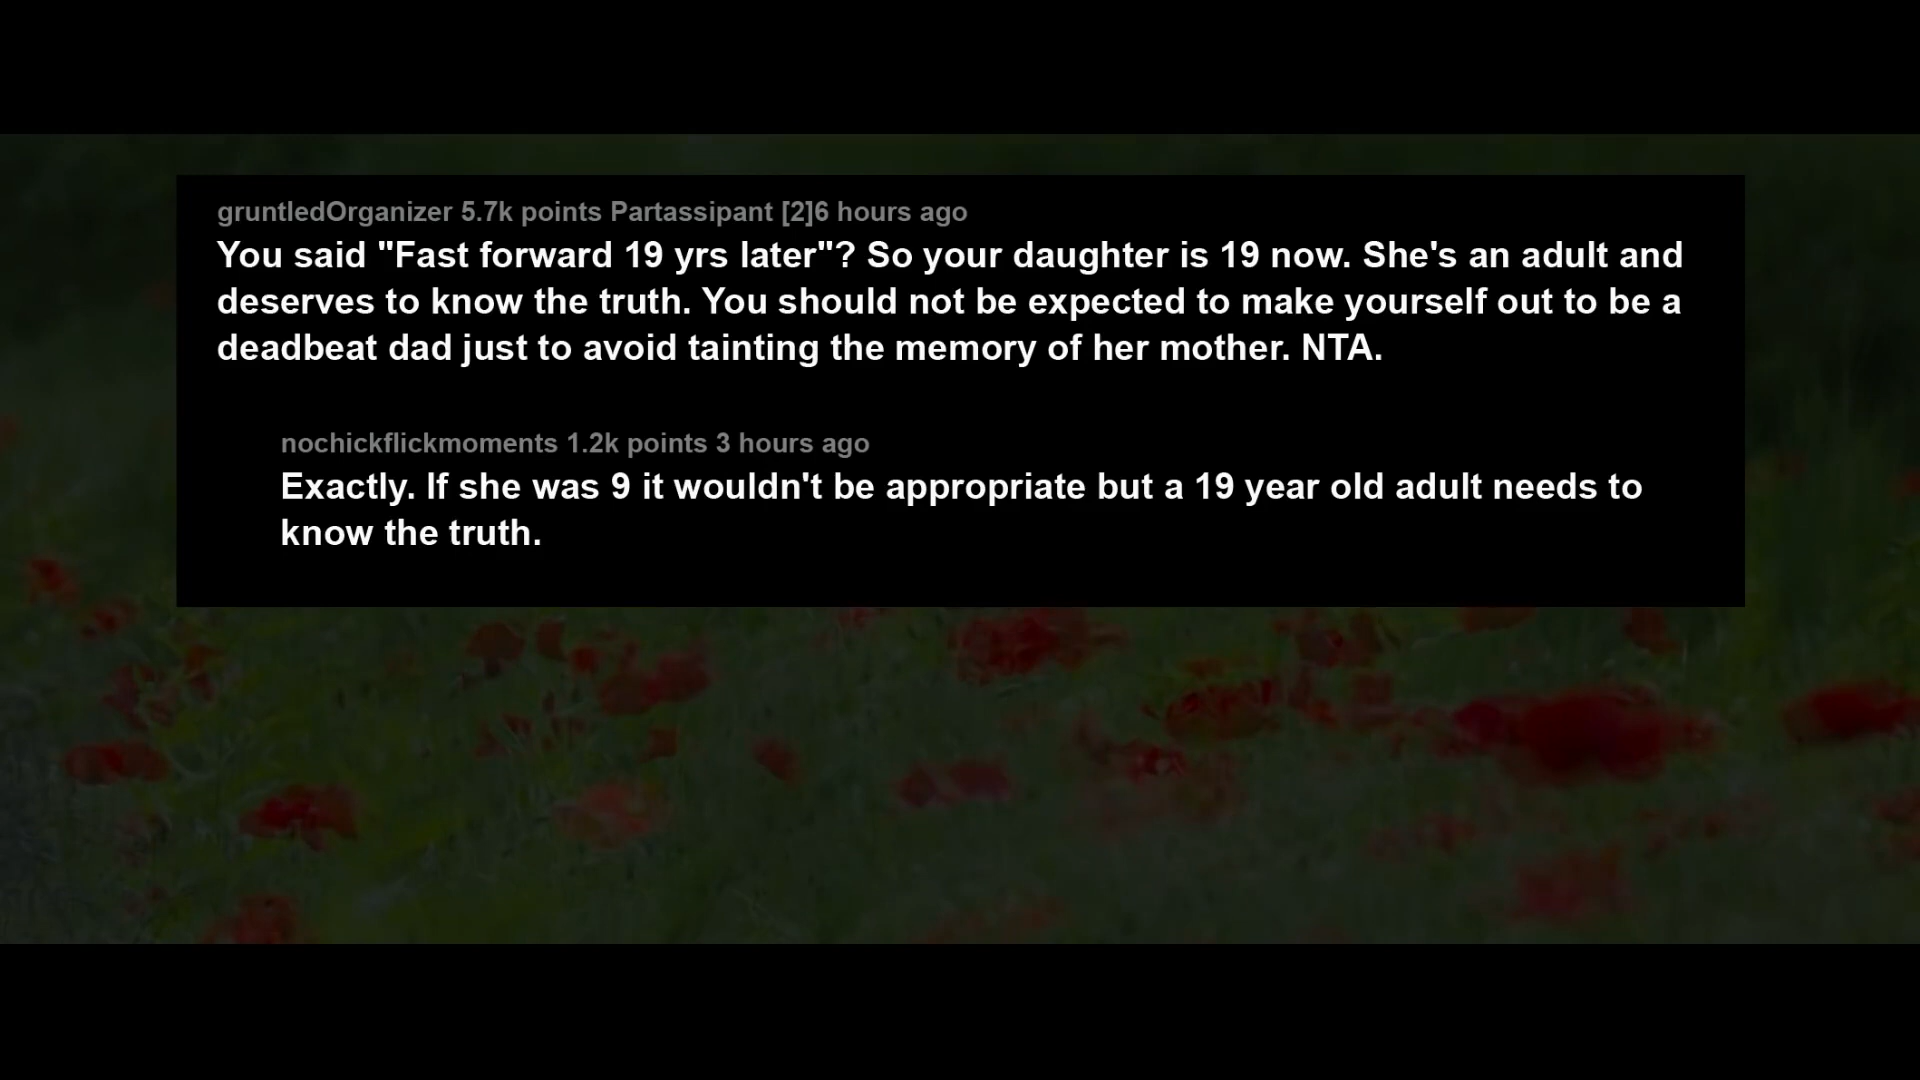 gruntledOrganizer 5.7k points Partassipant [2]6 hours ago
You said "Fast forward 19 yrs later"? So your daughter is 19 now. She's an adult and
deserves to know the truth. You should not be expected to make yourself out to be a
deadbeat dad just to avoid tainting the memory of her mother. NTA.
nochickflickmoments 1.2k points 3 hours ago
Exactly. If she was 9 it wouldn't be appropriate but a 19 year old adult needs to
know the truth.